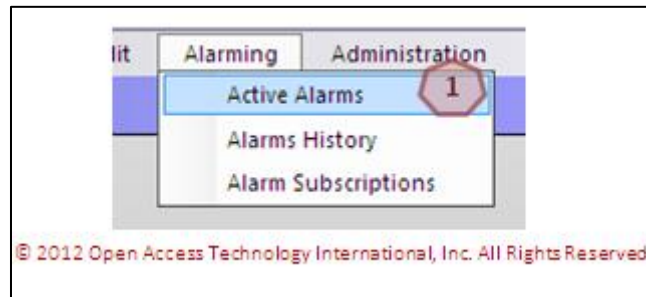 lit Alarming Administration
Active Alarms 1
Alarms History
Alarm Subscriptions
© 2012 Open Access Technology International, Inc. All Rights Reserved